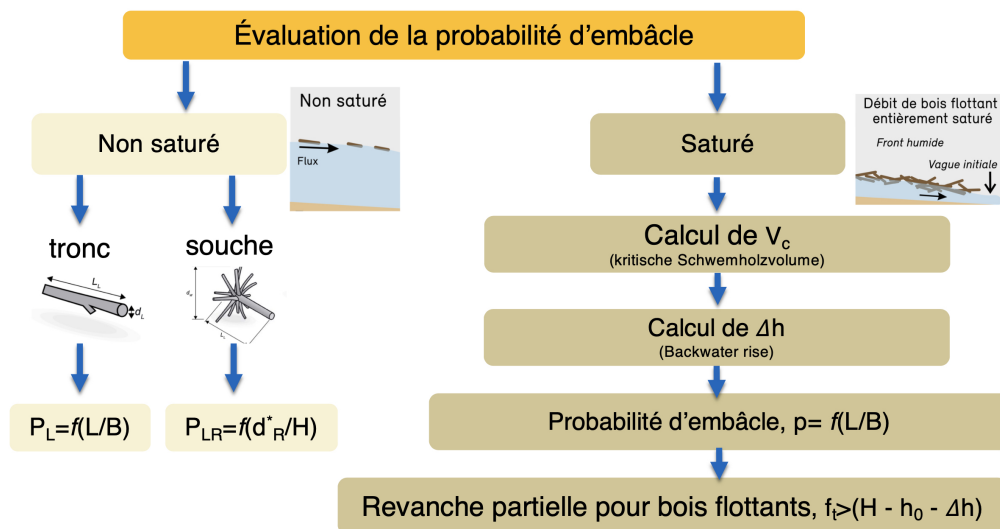 Évaluation de la probabilité d'embâcle
Non saturé
Non saturé
Flux
tronc
L_L
d_L
souche
P_L=f(L/B)
P_LR=f(d*_R/H)
Saturé
Débit de bois flottant
entièrement saturé
Front humide
Vague initiale
Calcul de V_c
(kritische Schwemholzvolume)
Calcul de Δh
(Backwater rise)
Probabilité d'embâcle, p= f(L/B)
Revanche partielle pour bois flottants, f_t>(H - h_0 - Δh)